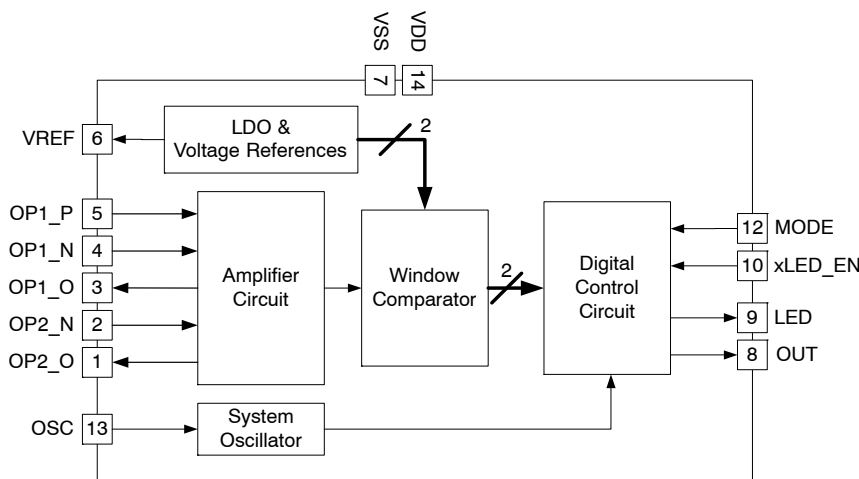 VSS
VDD
7
14
LDO &
Voltage References
2
VREF
6
OP1_P
5
OP1_N
4
OP1_O
3
OP2_N
2
OP2_O
1
Amplifier
Circuit
Window
Comparator
2
Digital
Control
Circuit
12
MODE
10
xLED_EN
9
LED
8
OUT
OSC
13
System
Oscillator